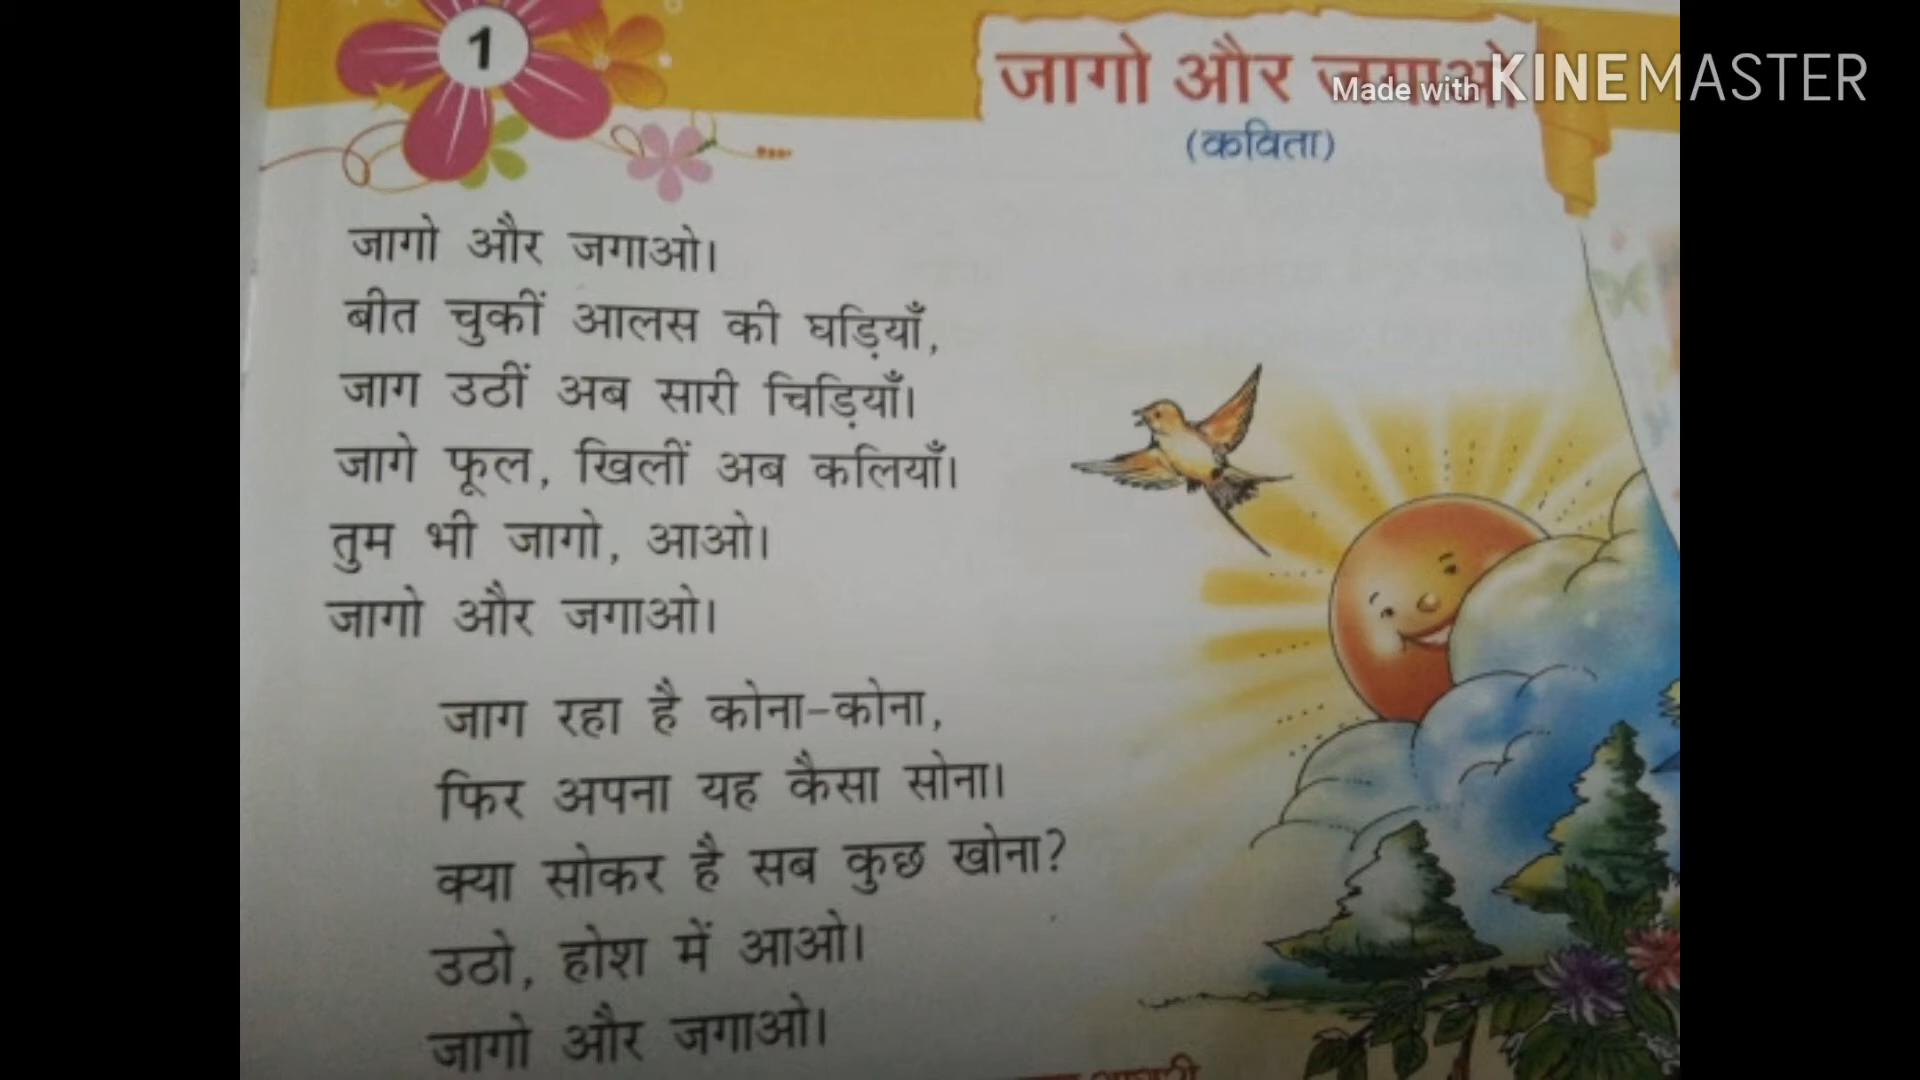 1
जागो और जगाओ
Made with KINEMASTER
(कविता)
जागो और जगाओ।
बीत चुकीं आलस की घड़ियाँ,
जाग उठीं अब सारी चिड़ियाँ।
जागे फूल, खिलीं अब कलियाँ।
तुम भी जागो, आओ।
जागो और जगाओ।
जाग रहा है कोना-कोना,
फिर अपना यह कैसा सोना।
क्या सोकर है सब कुछ खोना?
उठो, होश में आओ।
जागो और जगाओ।